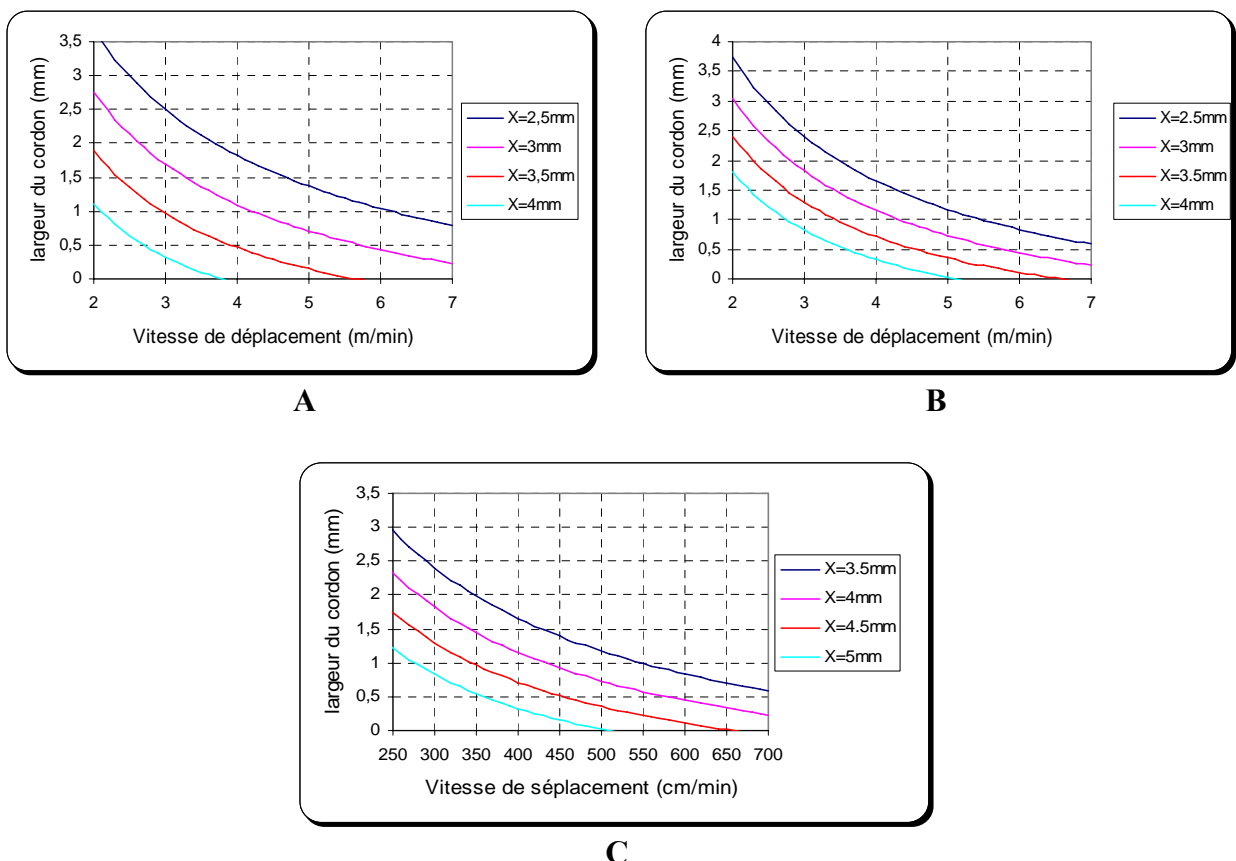 largeur du cordon (mm)
3,5
3
2,5
2
1,5
1
0,5
0
2 3 4 5 6 7
Vitesse de déplacement (m/min)
X=2,5mm
X=3mm
X=3,5mm
X=4mm
A
largeur du cordon (mm)
4
3,5
3
2,5
2
1,5
1
0,5
0
2 3 4 5 6 7
Vitesse de déplacement (m/min)
X=2.5mm
X=3mm
X=3.5mm
X=4mm
B
largeur du cordon (mm)
3,5
3
2,5
2
1,5
1
0,5
0
250 300 350 400 450 500 550 600 650 700
Vitesse de séplacement (cm/min)
X=3.5mm
X=4mm
X=4.5mm
X=5mm
C